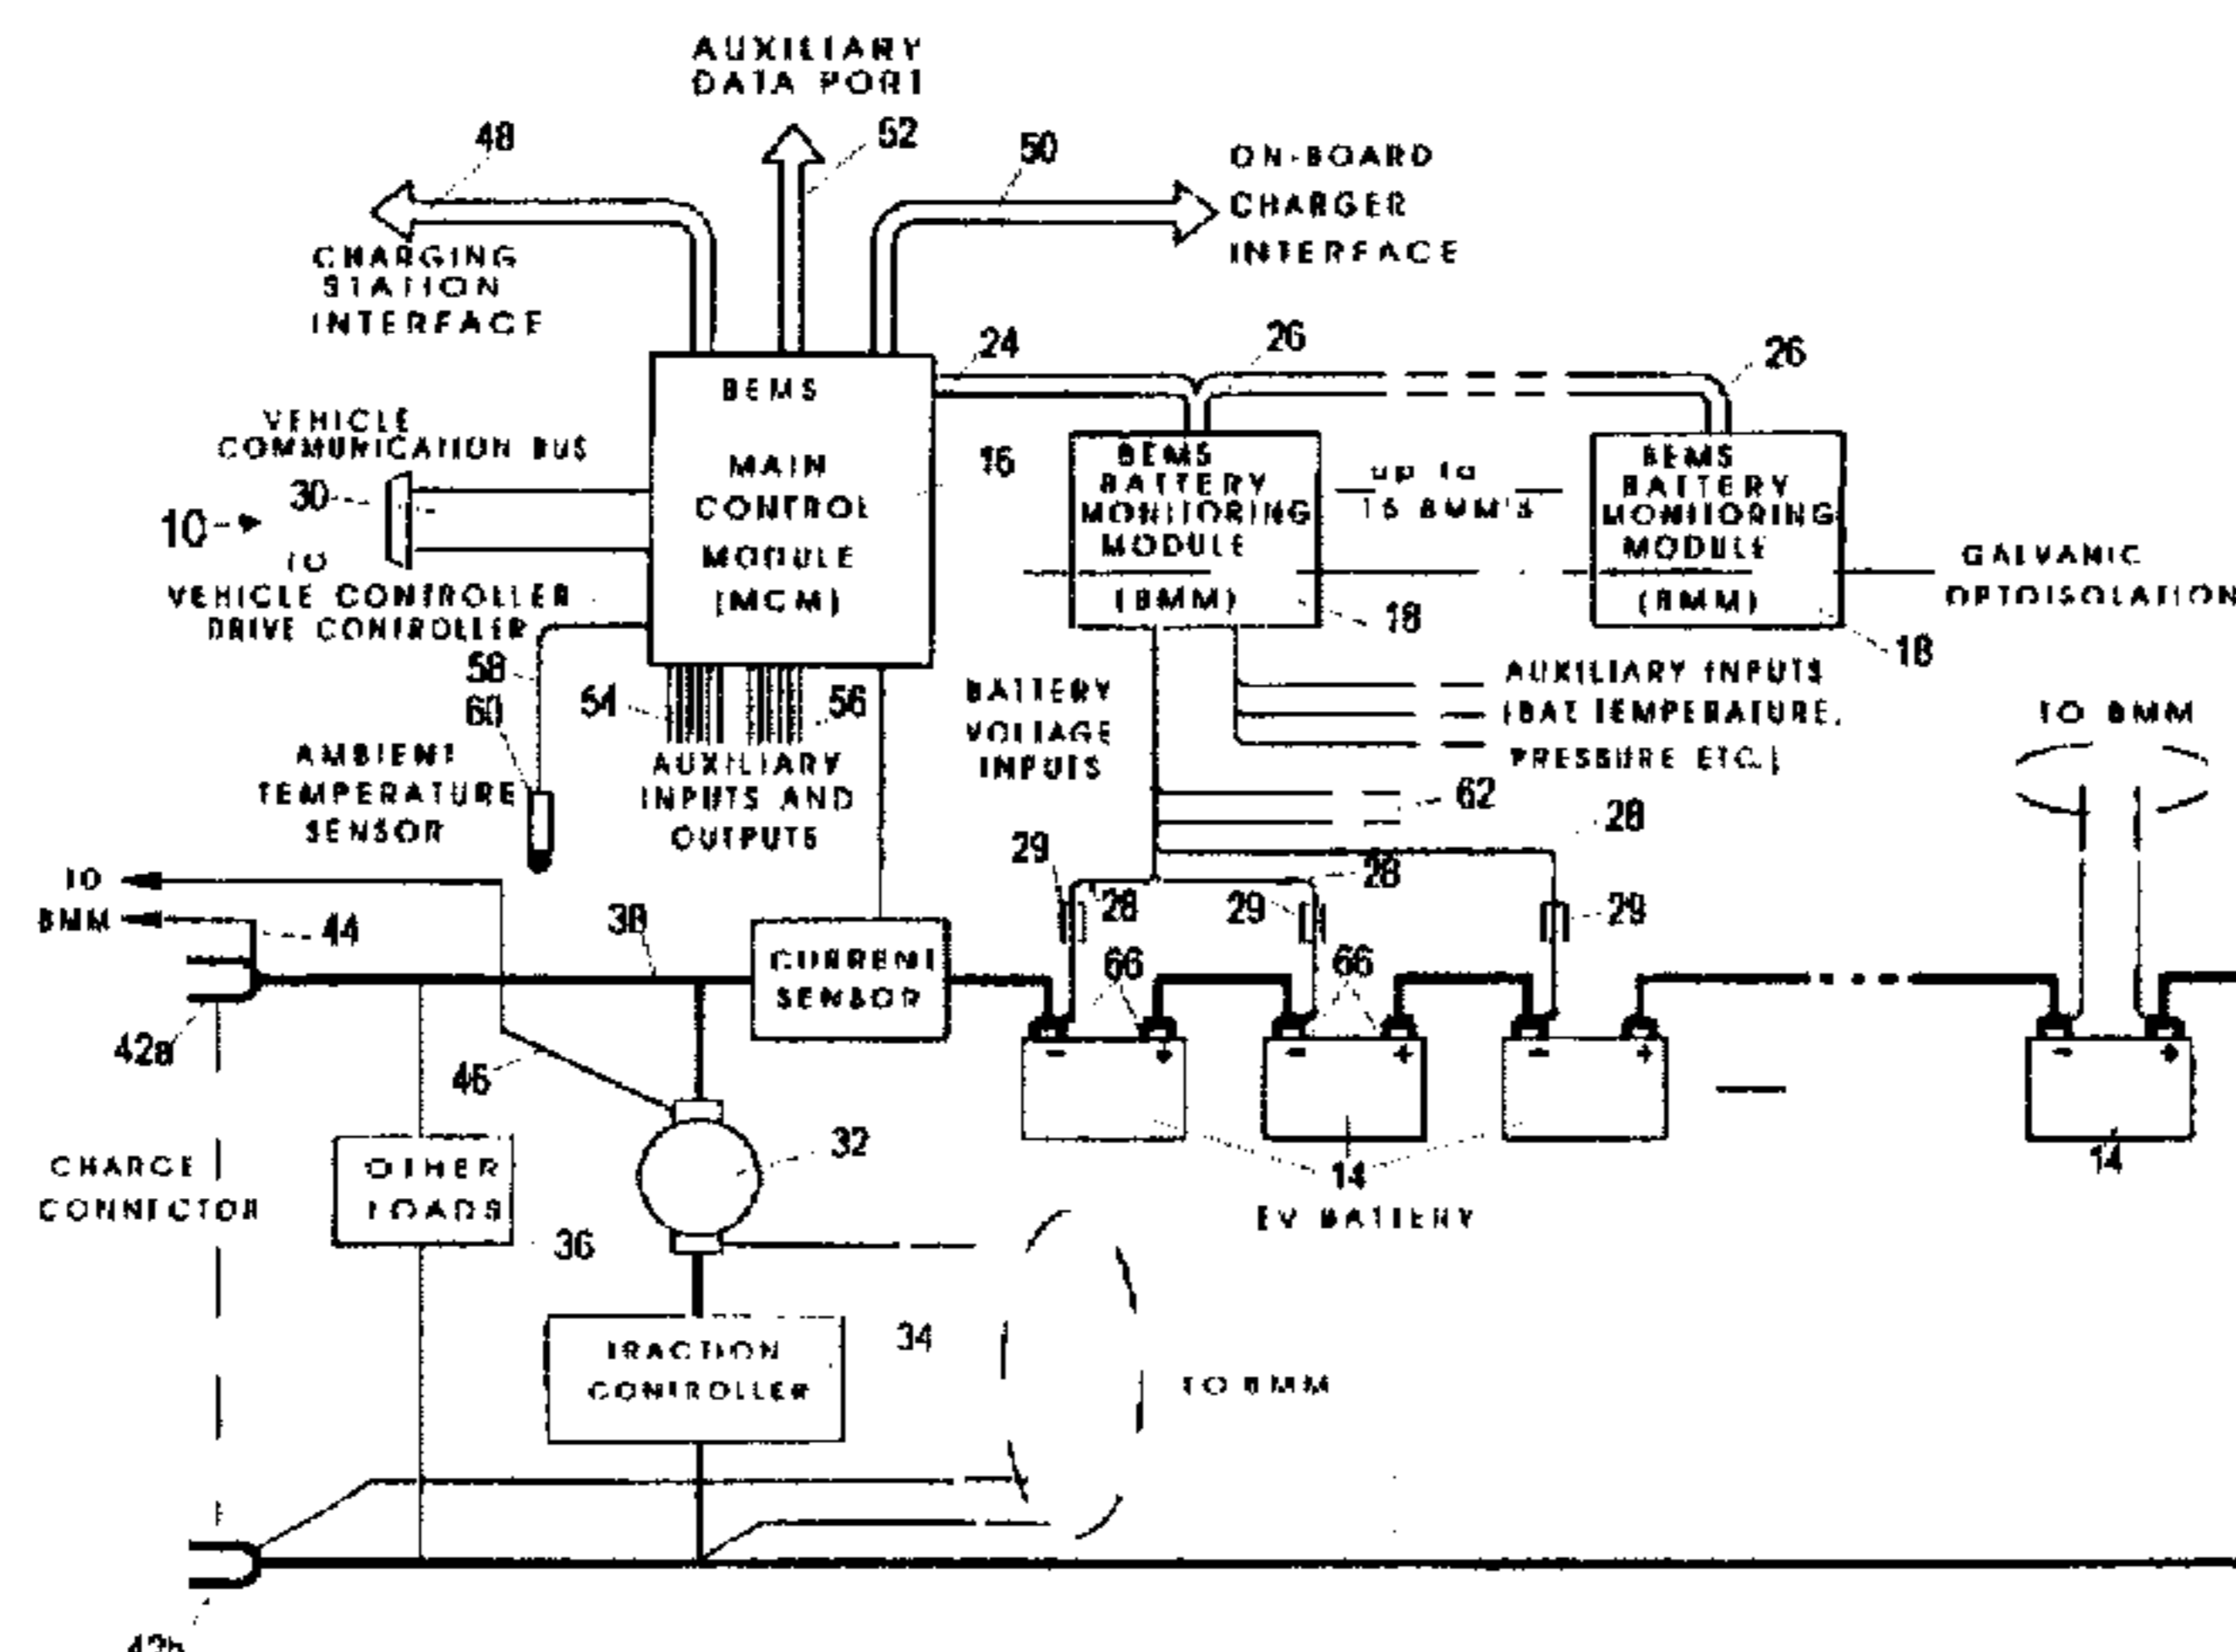 AUXILIARY
DATA PORT
48
52
50
ON-BOARD
CHARGER
INTERFACE
CHARGING
STATION
INTERFACE
24
26
26
BEMS
MAIN
CONTROL
MODULE
(MCM)
16
VEHICLE
COMMUNICATION BUS
30
10
TO
VEHICLE CONTROLLER
DRIVE CONTROLLER
BEMS
BATTERY
MONITORING
MODULE
(BMM)
18
up to
16 BMM's
BEMS
BATTERY
MONITORING
MODULE
(BMM)
18
GALVANIC
OPTOISOLATION
58
60
54
56
AMBIENT
TEMPERATURE
SENSOR
AUXILIARY
INPUTS AND
OUTPUTS
BATTERY
VOLTAGE
INPUTS
AUXILIARY INPUTS
(BAT TEMPERATURE,
PRESSURE ETC.)
TO BMM
62
28
29
28
29
28
29
TO
BMM
44
38
CURRENT
SENSOR
66
66
42a
46
- +
- +
- +
- +
32
14
14
EV BATTERY
CHARGE
CONNECTOR
OTHER
LOADS
36
34
TRACTION
CONTROLLER
TO BMM
42b